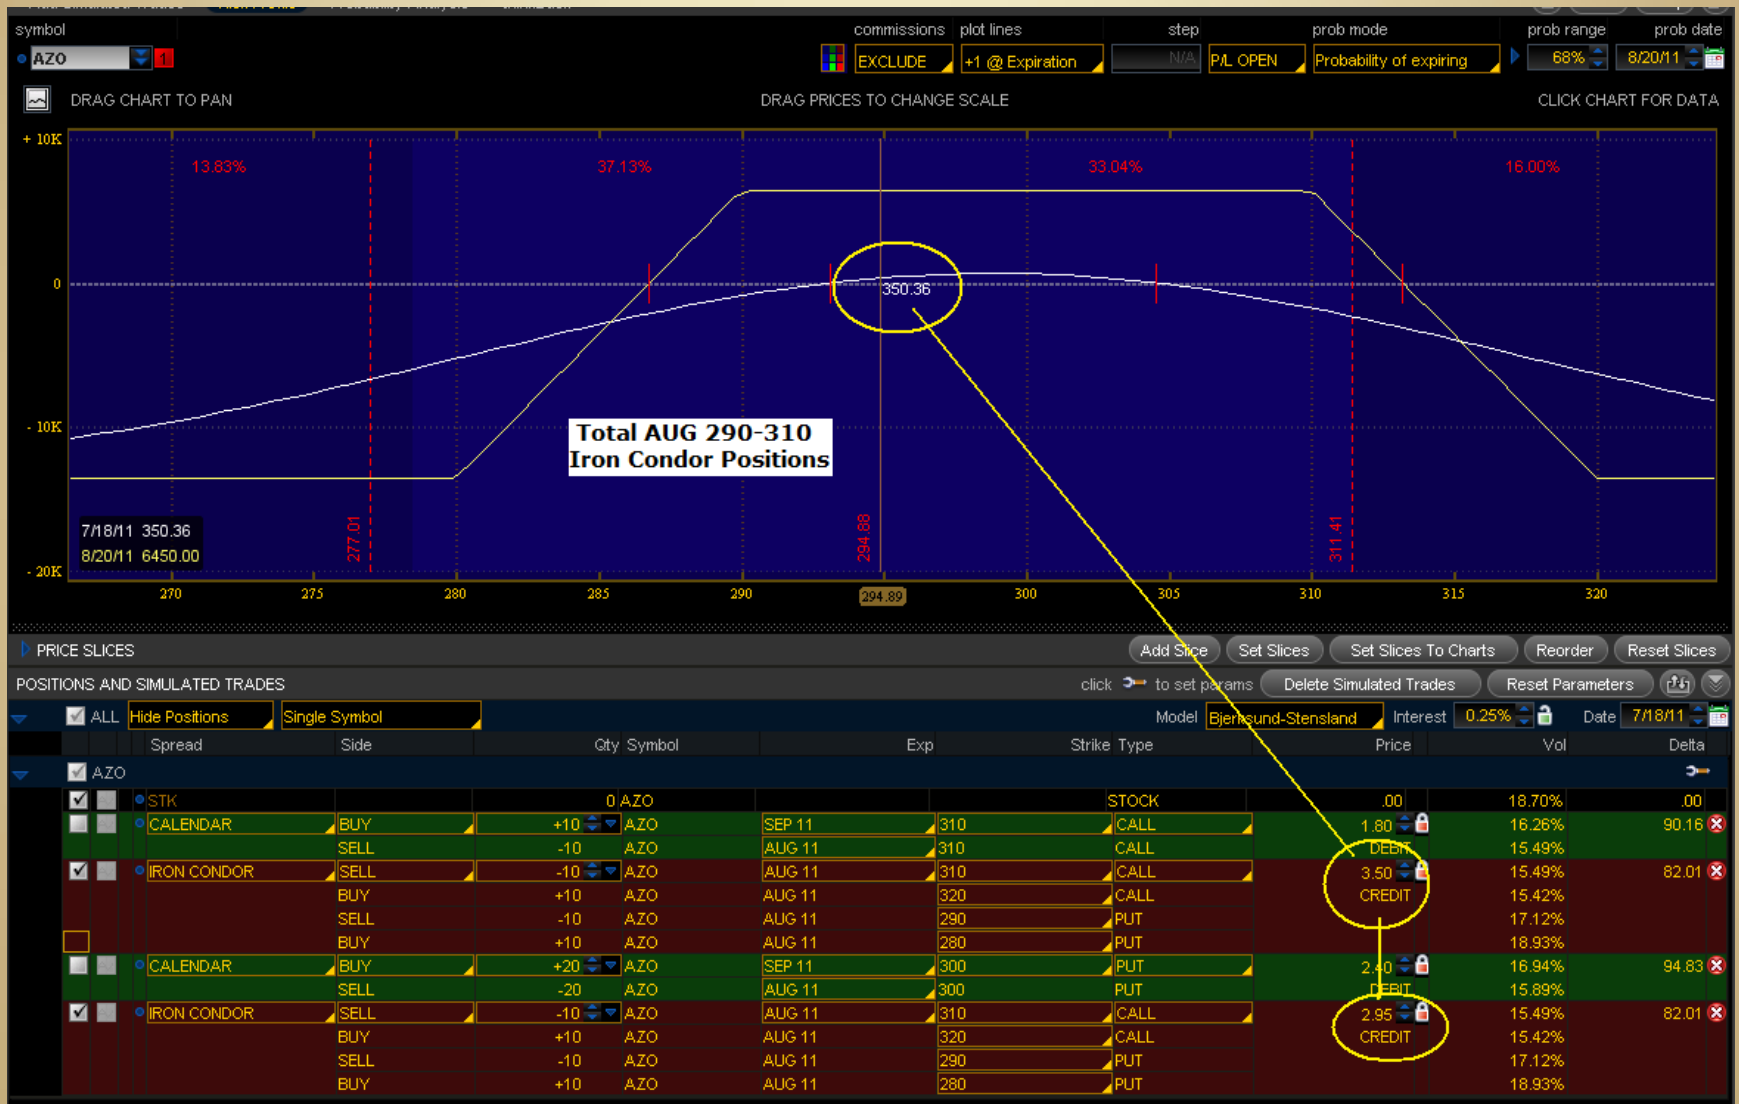 symbol
commissions plot lines step prob mode prob range prob date
AZO 1 EXCLUDE +1 @ Expiration N/A P/L OPEN Probability of expiring 68% 8/20/11
DRAG CHART TO PAN DRAG PRICES TO CHANGE SCALE CLICK CHART FOR DATA
+ 10K
13.83% 37.13% 33.04% 16.00%
0
350.36
- 10K
Total AUG 290-310
Iron Condor Positions
277.01 294.88 311.41
7/18/11 350.36
8/20/11 6450.00
- 20K
270 275 280 285 290 294.89 300 305 310 315 320
PRICE SLICES Add Slice Set Slices Set Slices To Charts Reorder Reset Slices
POSITIONS AND SIMULATED TRADES click to set params Delete Simulated Trades Reset Parameters
ALL Hide Positions Single Symbol Model Bjerksund-Stensland Interest 0.25% Date 7/18/11
Spread Side Qty Symbol Exp Strike Type Price Vol Delta
AZO
STK 0 AZO STOCK .00 18.70% .00
CALENDAR BUY +10 AZO SEP 11 310 CALL 1.80 16.26% 90.16
SELL -10 AZO AUG 11 310 CALL DEBIT 15.49%
IRON CONDOR SELL -10 AZO AUG 11 310 CALL 3.50 15.49% 82.01
BUY +10 AZO AUG 11 320 CALL CREDIT 15.42%
SELL -10 AZO AUG 11 290 PUT 17.12%
BUY +10 AZO AUG 11 280 PUT 18.93%
CALENDAR BUY +20 AZO SEP 11 300 PUT 2.40 16.94% 94.83
SELL -20 AZO AUG 11 300 PUT DEBIT 15.89%
IRON CONDOR SELL -10 AZO AUG 11 310 CALL 2.95 15.49% 82.01
BUY +10 AZO AUG 11 320 CALL CREDIT 15.42%
SELL -10 AZO AUG 11 290 PUT 17.12%
BUY +10 AZO AUG 11 280 PUT 18.93%